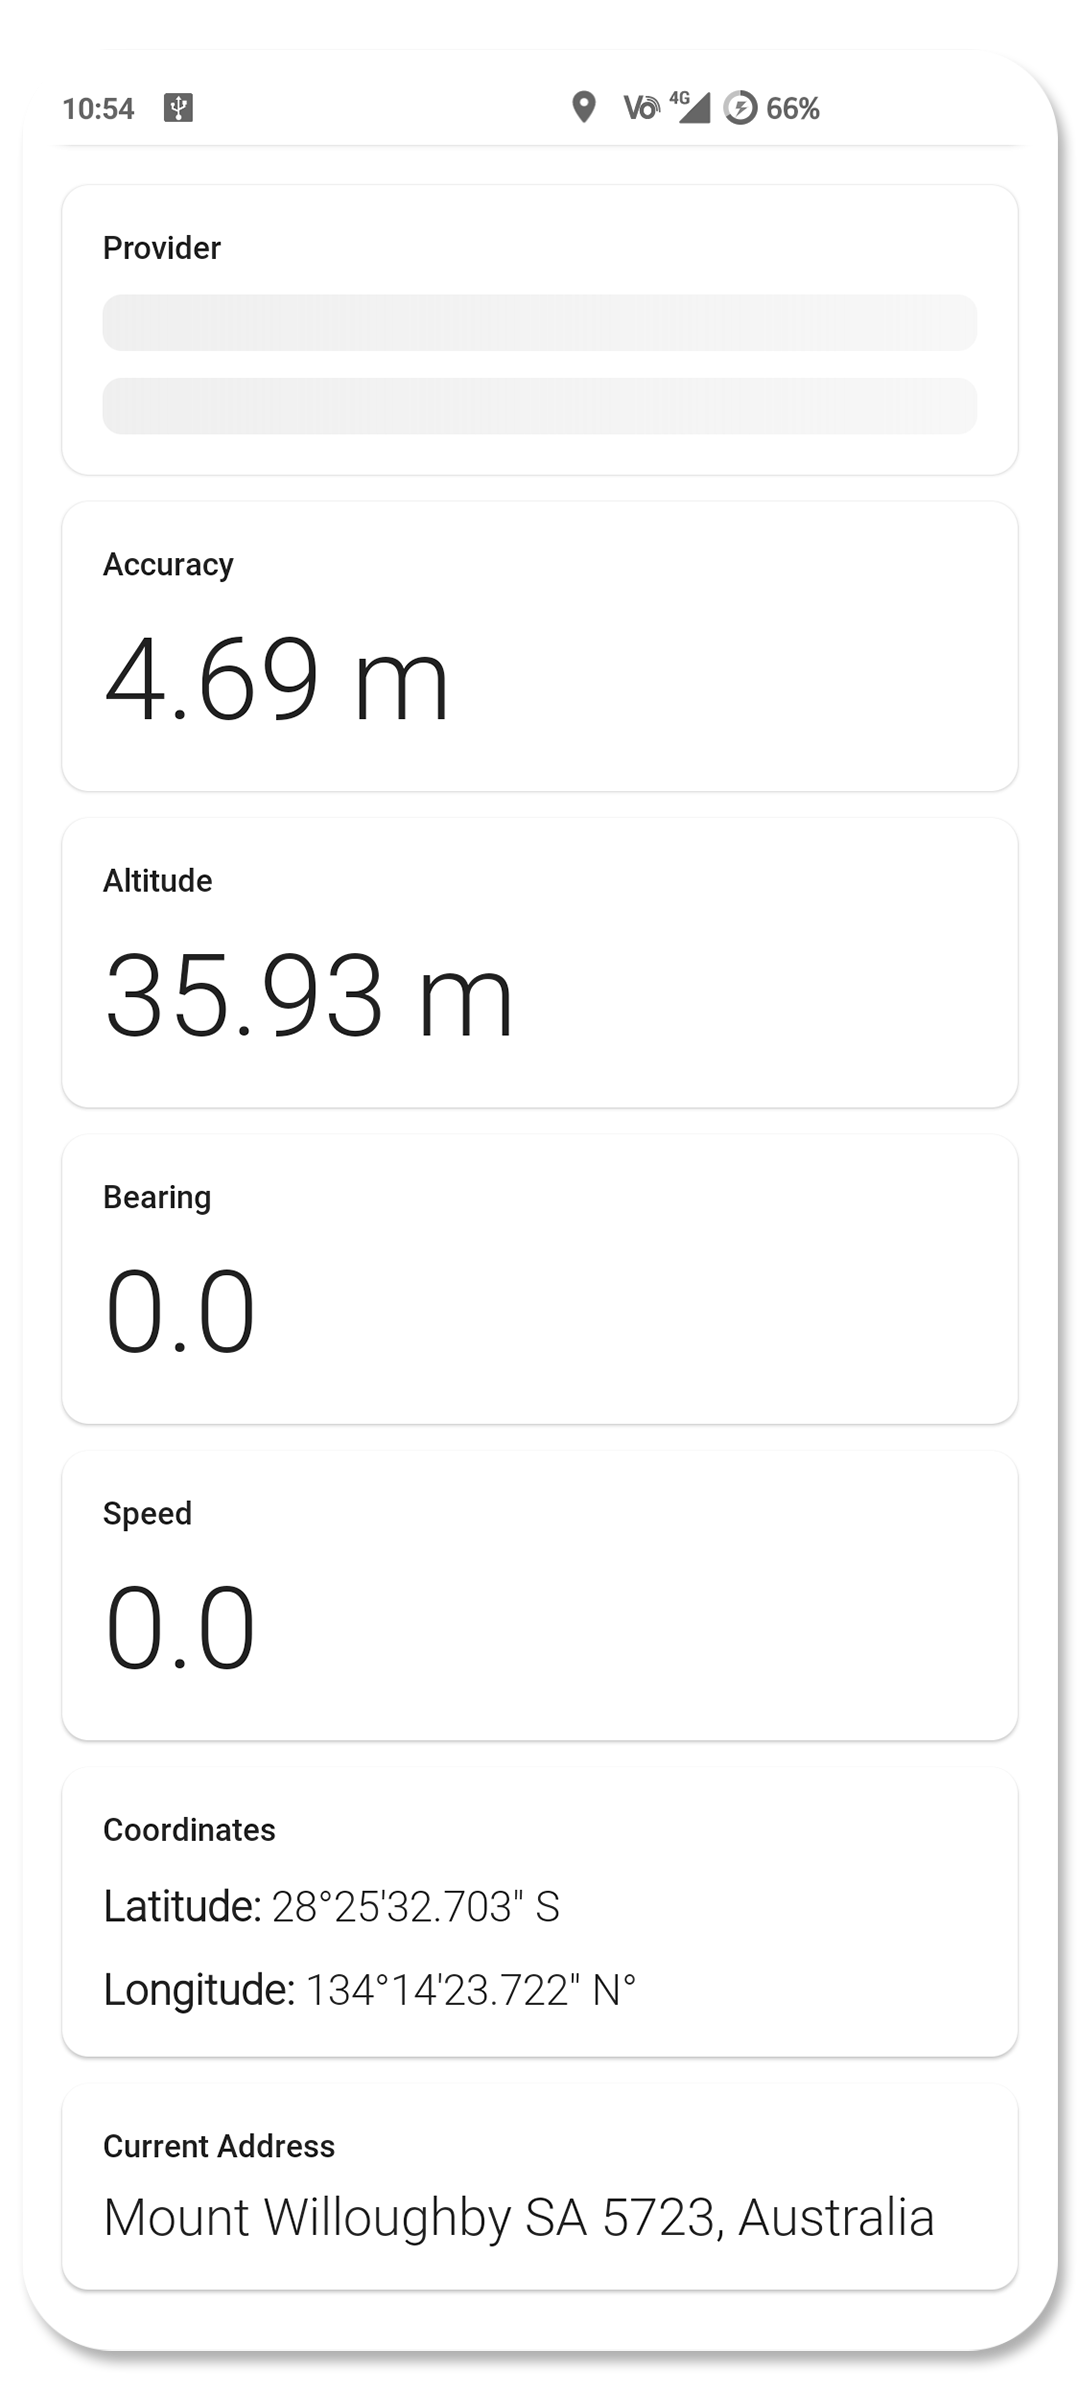 10:54 Vo 4G 66%
Provider
Accuracy
4.69 m
Altitude
35.93 m
Bearing
0.0
Speed
0.0
Coordinates
Latitude: 28°25'32.703" S
Longitude: 134°14'23.722" N°
Current Address
Mount Willoughby SA 5723, Australia